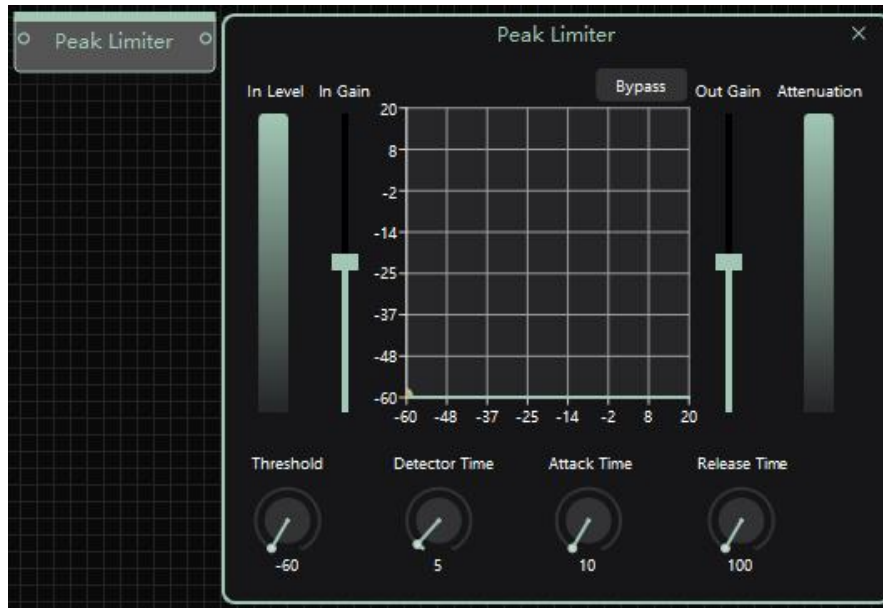 Peak Limiter
Peak Limiter
Bypass
In Level In Gain Out Gain Attenuation
20
8
-2
-14
-25
-37
-48
-60
-60 -48 -37 -25 -14 -2 8 20
Threshold Detector Time Attack Time Release Time
-60 5 10 100